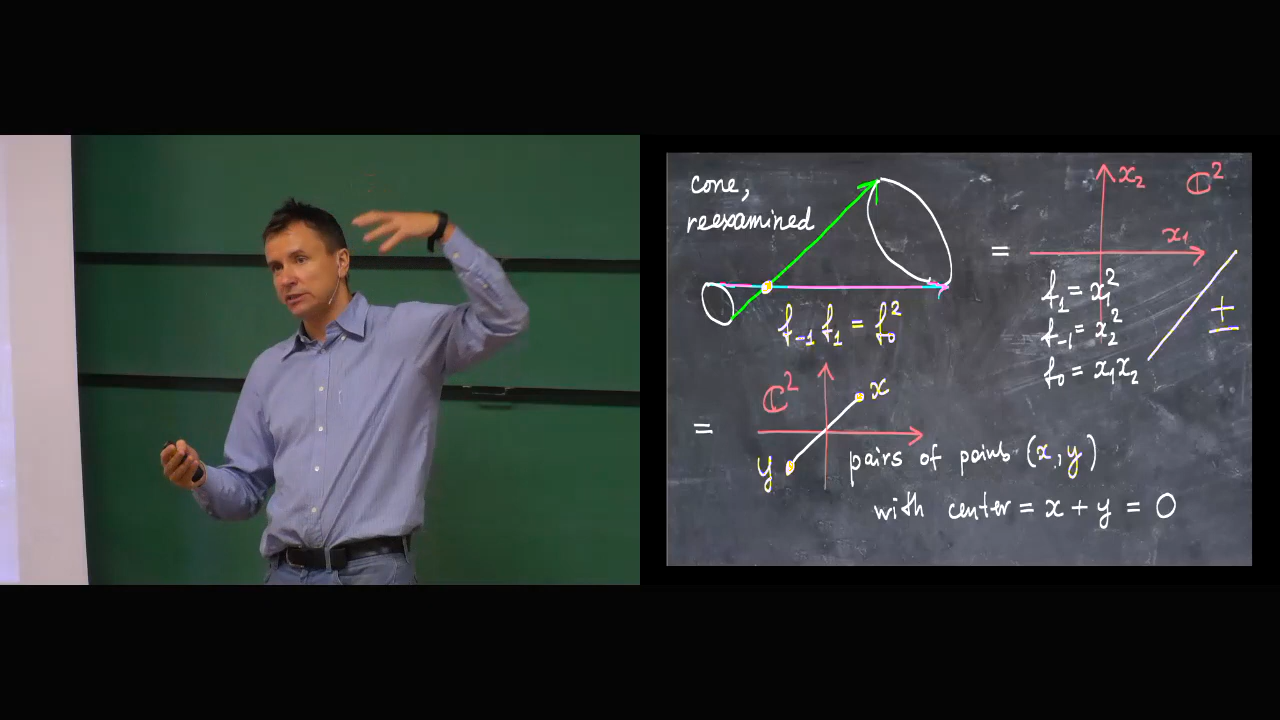 cone,
reexamined
f₋₁ f₁ = f₀²
=
x₂
ℂ²
x₁
f₁ = x₁²
f₋₁ = x₂²
f₀ = x₁x₂
±
=
ℂ²
x
y
pairs of points (x, y)
with center = x + y = 0